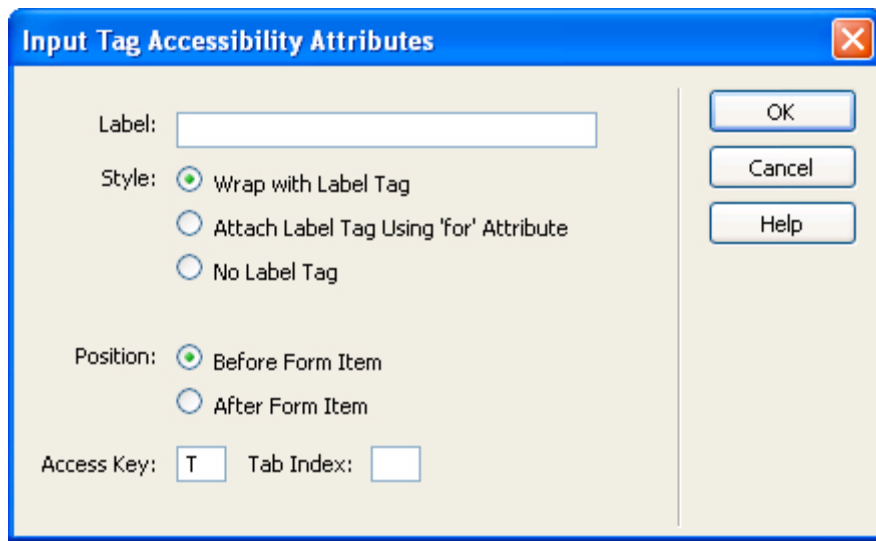 Input Tag Accessibility Attributes
Label:
OK
Style: Wrap with Label Tag
Cancel
Attach Label Tag Using 'for' Attribute
Help
No Label Tag
Position: Before Form Item
After Form Item
Access Key: T Tab Index: